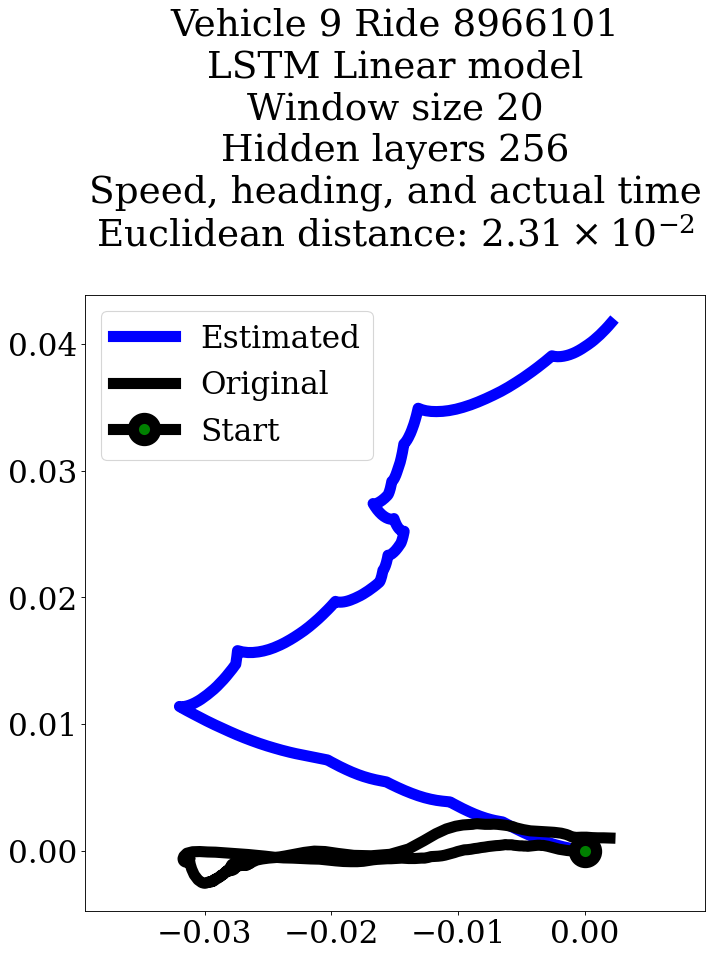 Vehicle 9 Ride 8966101
LSTM Linear model
Window size 20
Hidden layers 256
Speed, heading, and actual time
Euclidean distance: 2.31 × 10⁻²
Estimated
Original
Start
0.04
0.03
0.02
0.01
0.00
−0.03 −0.02 −0.01 0.00